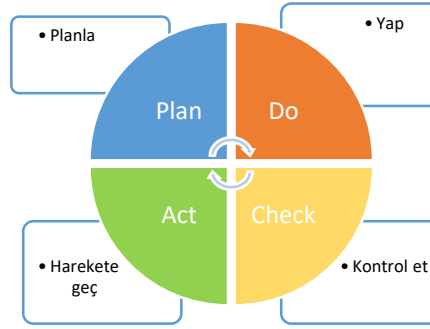 • Planla
• Yap
Plan
Do
Act
Check
• Harekete
geç
• Kontrol et